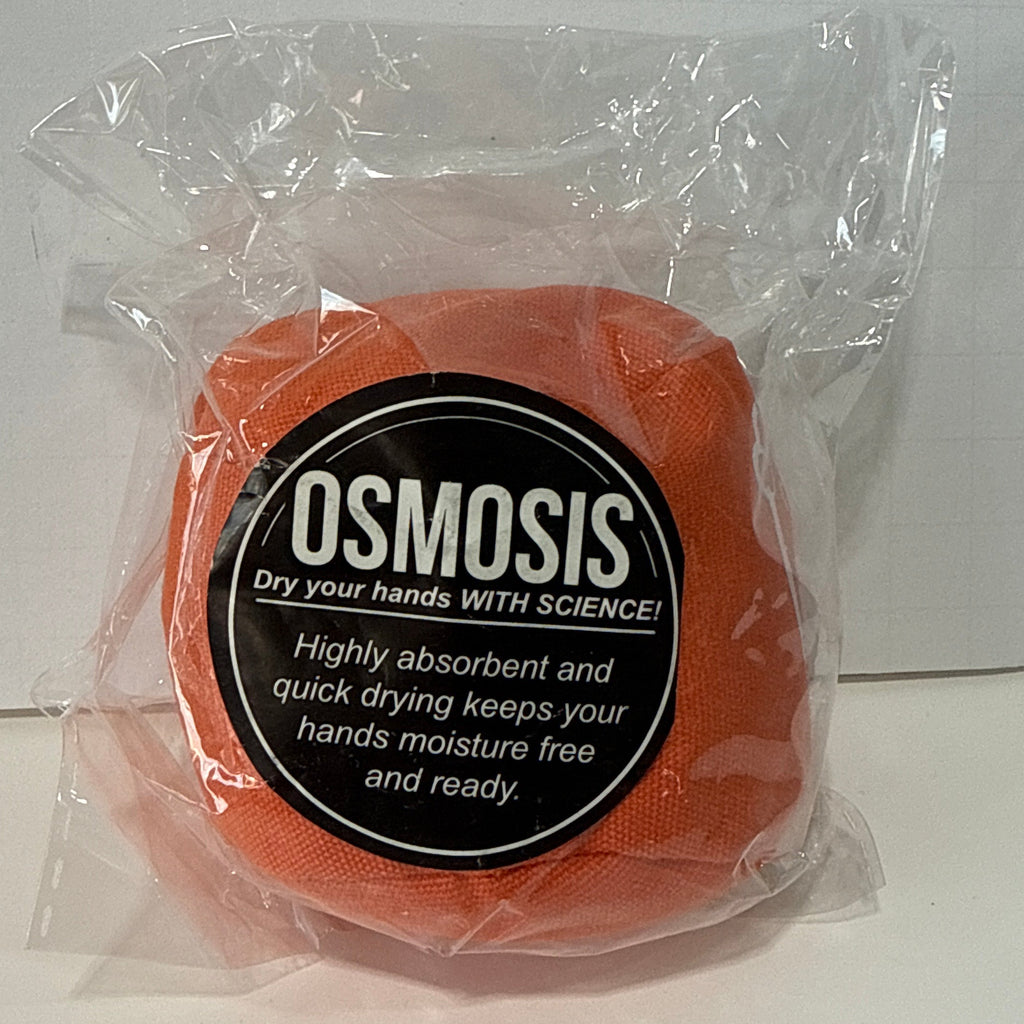 OSMOSIS
Dry your hands WITH SCIENCE!
Highly absorbent and
quick drying keeps your
hands moisture free
and ready.